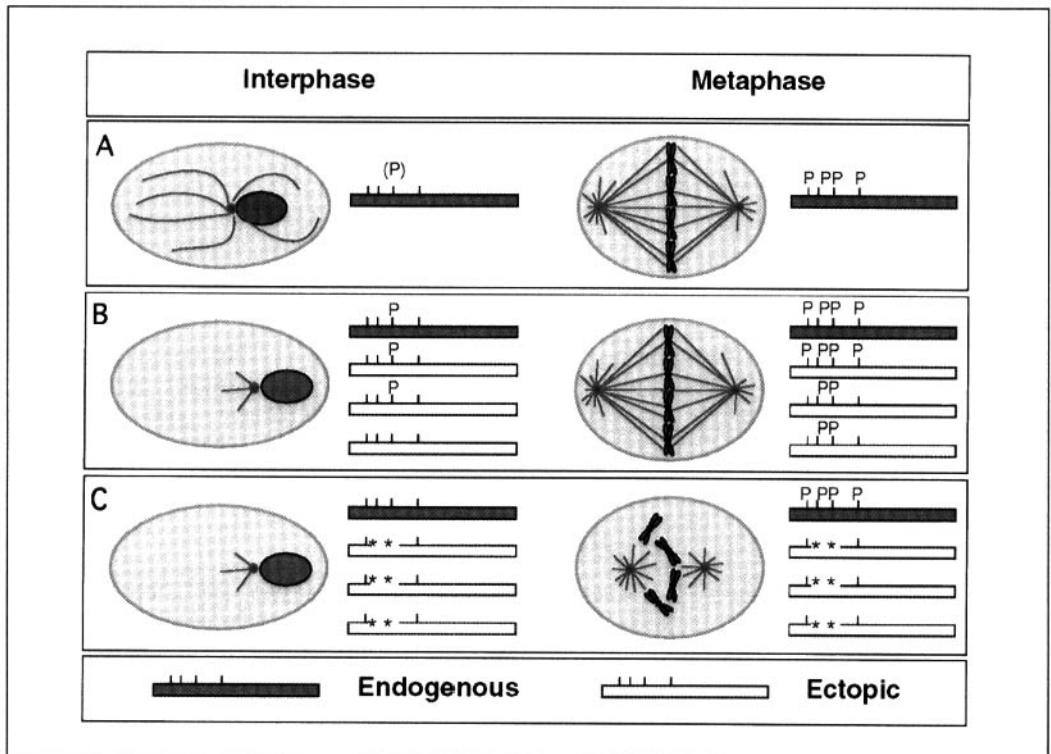 Interphase Metaphase
A (P) P PP P
B P P PP P
P P PP P
P PP
PP
C P PP P
* * * *
* * * *
* * * *
Endogenous Ectopic